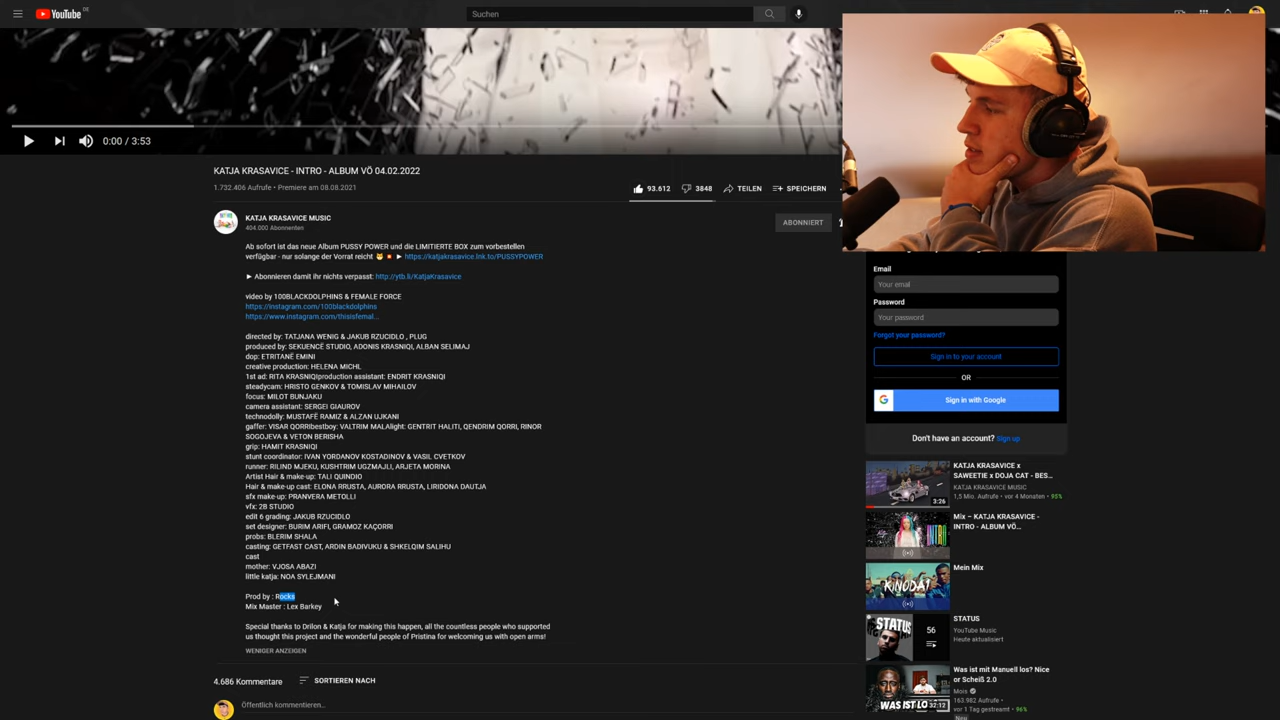 YouTube DE
Suchen
0:00 / 3:53
KATJA KRASAVICE - INTRO - ALBUM VÖ 04.02.2022
1.732.406 Aufrufe • Premiere am 08.08.2021
93.612 3848 TEILEN SPEICHERN
KATJA KRASAVICE MUSIC
404.000 Abonnenten
ABONNIERT
Ab sofort ist das neue Album PUSSY POWER und die LIMITIERTE BOX zum vorbestellen
verfügbar - nur solange der Vorrat reicht 😼 💥 ► https://katjakrasavice.lnk.to/PUSSYPOWER
► Abonnieren damit ihr nichts verpasst: http://ytb.li/KatjaKrasavice
video by 100BLACKDOLPHINS & FEMALE FORCE
https://instagram.com/100blackdolphins
https://www.instagram.com/thisisfemal...
directed by: TATJANA WENIG & JAKUB RZUCIDLO , PLUG
produced by: SEKUENCË STUDIO, ADONIS KRASNIQI, ALBAN SELIMAJ
dop: ETRITANË EMINI
creative production: HELENA MICHL
1st ad: RITA KRASNIQIproduction assistant: ENDRIT KRASNIQI
steadycam: HRISTO GENKOV & TOMISLAV MIHAILOV
focus: MILOT BUNJAKU
camera assistant: SERGEI GIAUROV
technodolly: MUSTAFË RAMIZ & ALZAN UJKANI
gaffer: VISAR QORRIbestboy: VALTRIM MALAlight: GENTRIT HALITI, QENDRIM QORRI, RINOR
SOGOJEVA & VETON BERISHA
grip: HAMIT KRASNIQI
stunt coordinator: IVAN YORDANOV KOSTADINOV & VASIL CVETKOV
runner: RILIND MJEKU, KUSHTRIM UGZMAJLI, ARJETA MORINA
Artist Hair & make-up: TALI QUINDIO
Hair & make-up cast: ELONA RRUSTA, AURORA RRUSTA, LIRIDONA DAUTJA
sfx make-up: PRANVERA METOLLI
vfx: 2B STUDIO
edit 6 grading: JAKUB RZUCIDLO
set designer: BURIM ARIFI, GRAMOZ KAÇORRI
probs: BLERIM SHALA
casting: GETFAST CAST, ARDIN BADIVUKU & SHKELQIM SALIHU
cast
mother: VJOSA ABAZI
little katja: NOA SYLEJMANI
Prod by : Rocks
Mix Master : Lex Barkey
Special thanks to Drilon & Katja for making this happen, all the countless people who supported
us thought this project and the wonderful people of Pristina for welcoming us with open arms!
WENIGER ANZEIGEN
4.686 Kommentare SORTIEREN NACH
Öffentlich kommentieren...
Email
Your email
Password
Your password
Forgot your password?
Sign in to your account
OR
Sign in with Google
Don't have an account? Sign up
KATJA KRASAVICE x
SAWEETIE x DOJA CAT - BES...
KATJA KRASAVICE MUSIC
1,5 Mio. Aufrufe • vor 4 Monaten • 95%
3:26
Mix – KATJA KRASAVICE -
INTRO - ALBUM VÖ...
INTRO
Mein Mix
KINODA1
STATUS
YouTube Music
Heute aktualisiert
STATUS
56
Was ist mit Manuell los? Nice
or Scheiß 2.0
Mois
163.982 Aufrufe •
vor 1 Tag gestreamt • 96%
Neu
WAS IST LO
32:12